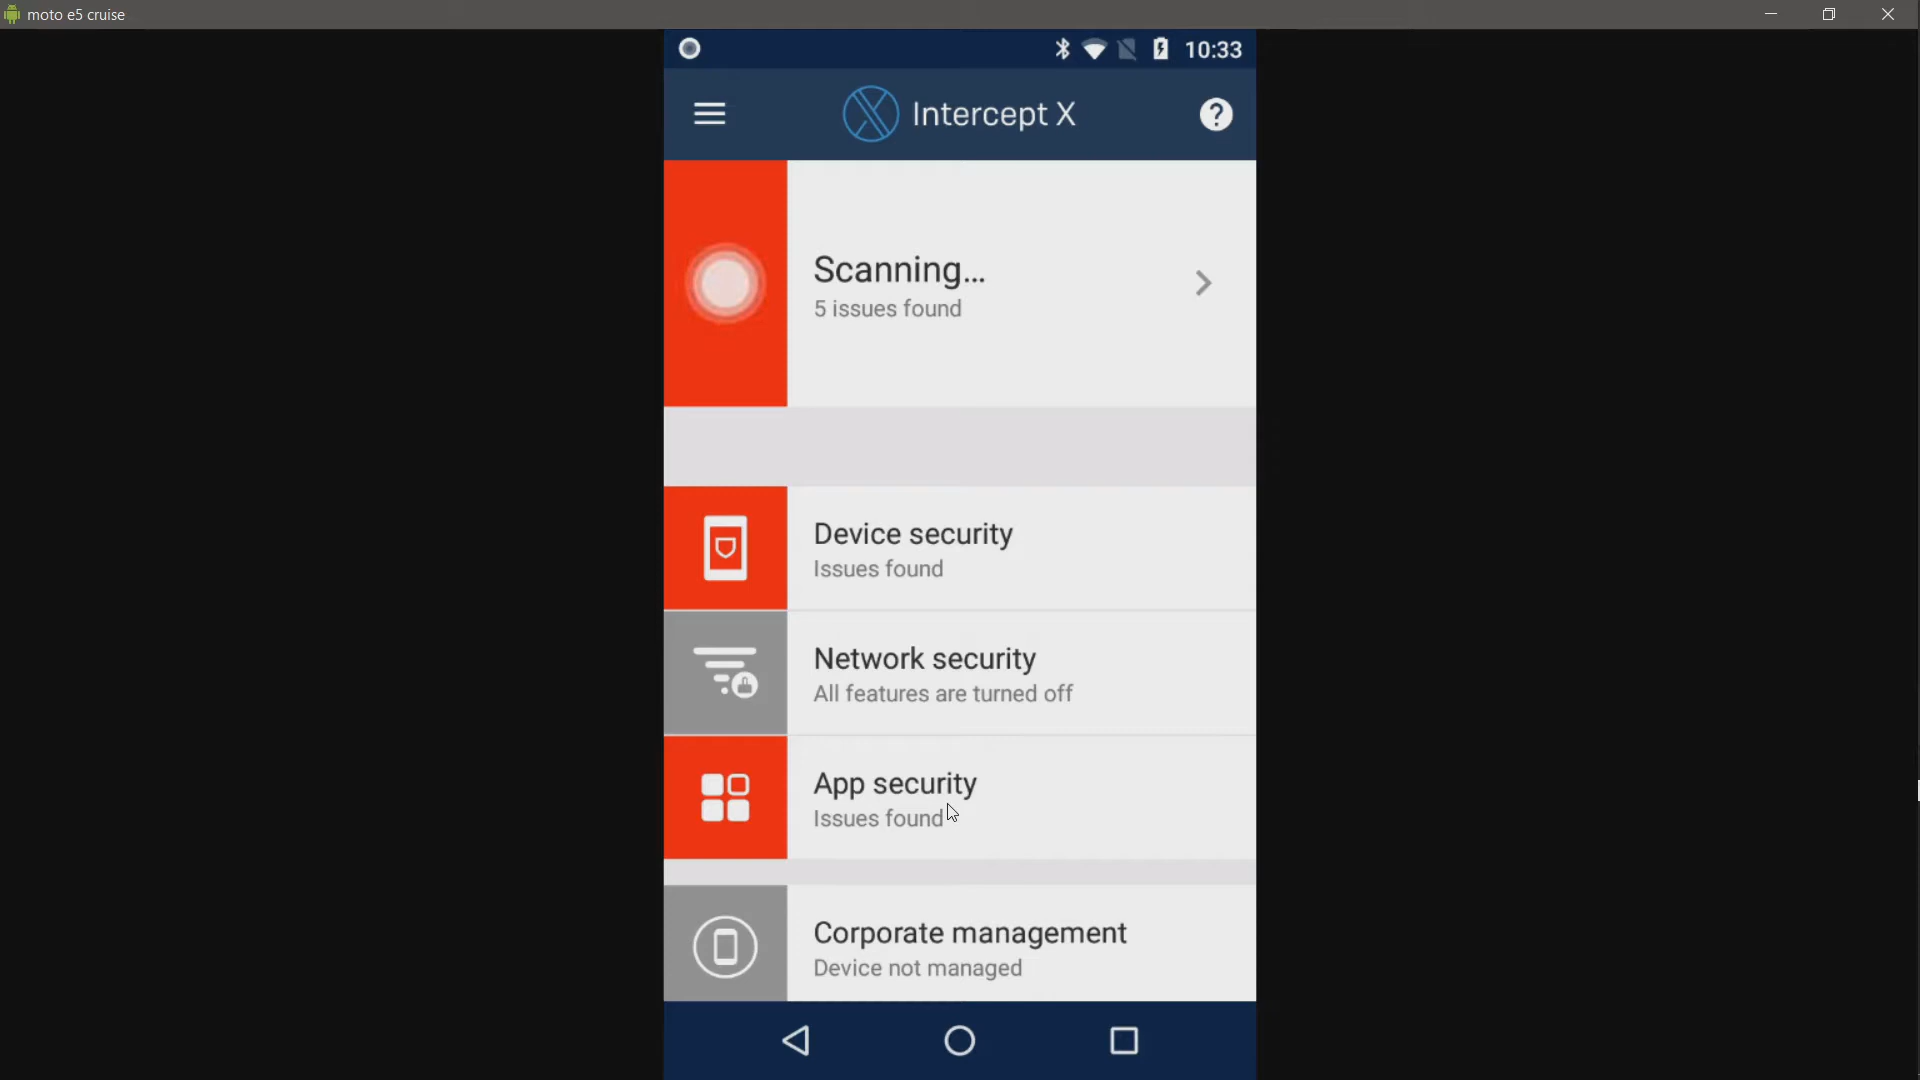 moto e5 cruise
10:33
Intercept X
?
Scanning...
5 issues found
Device security
Issues found
Network security
All features are turned off
App security
Issues found
Corporate management
Device not managed